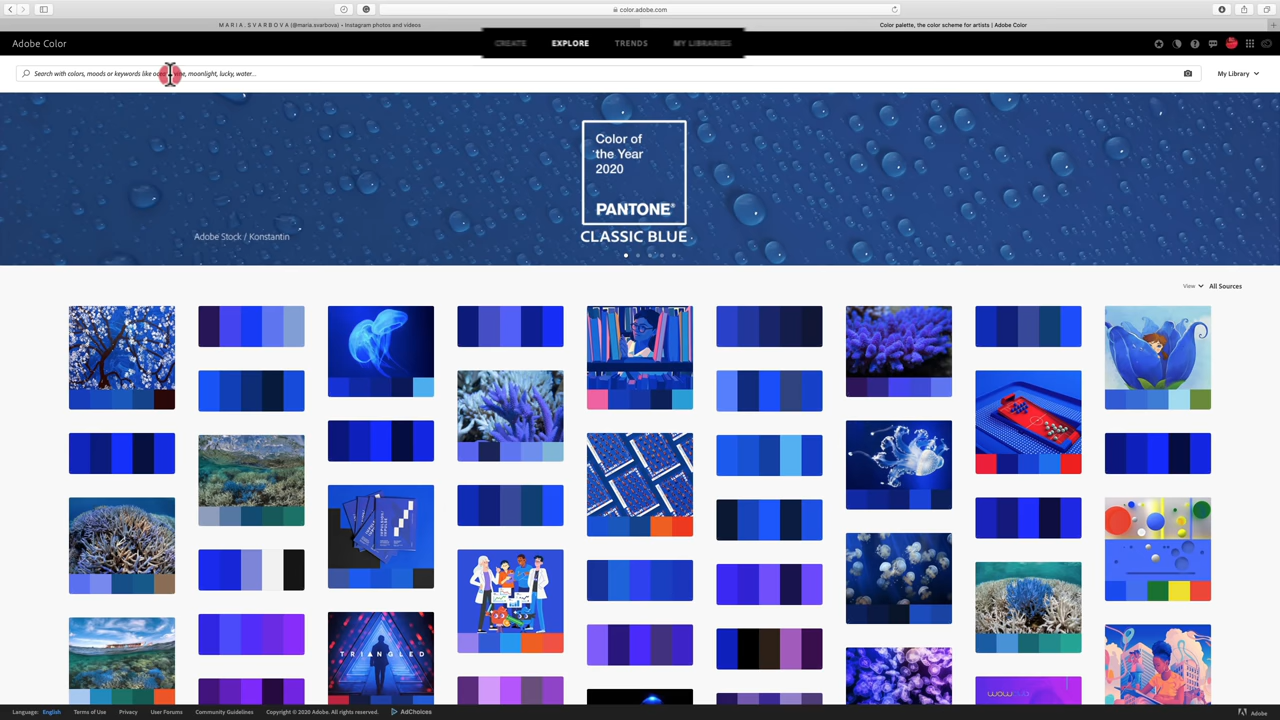 color.adobe.com
M A R I A . S V A R B O V A (@maria.svarbova) • Instagram photos and videos
Color palette, the color scheme for artists | Adobe Color
Adobe Color
CREATE
EXPLORE
TRENDS
MY LIBRARIES
Search with colors, moods or keywords like moonlight, lucky, water...
My Library
Color of
the Year
2020
PANTONE®
CLASSIC BLUE
Adobe Stock / Konstantin
View
All Sources
TRIANGLED
Language: English
Terms of Use
Privacy
User Forums
Community Guidelines
Copyright © 2020 Adobe. All rights reserved.
AdChoices
Adobe